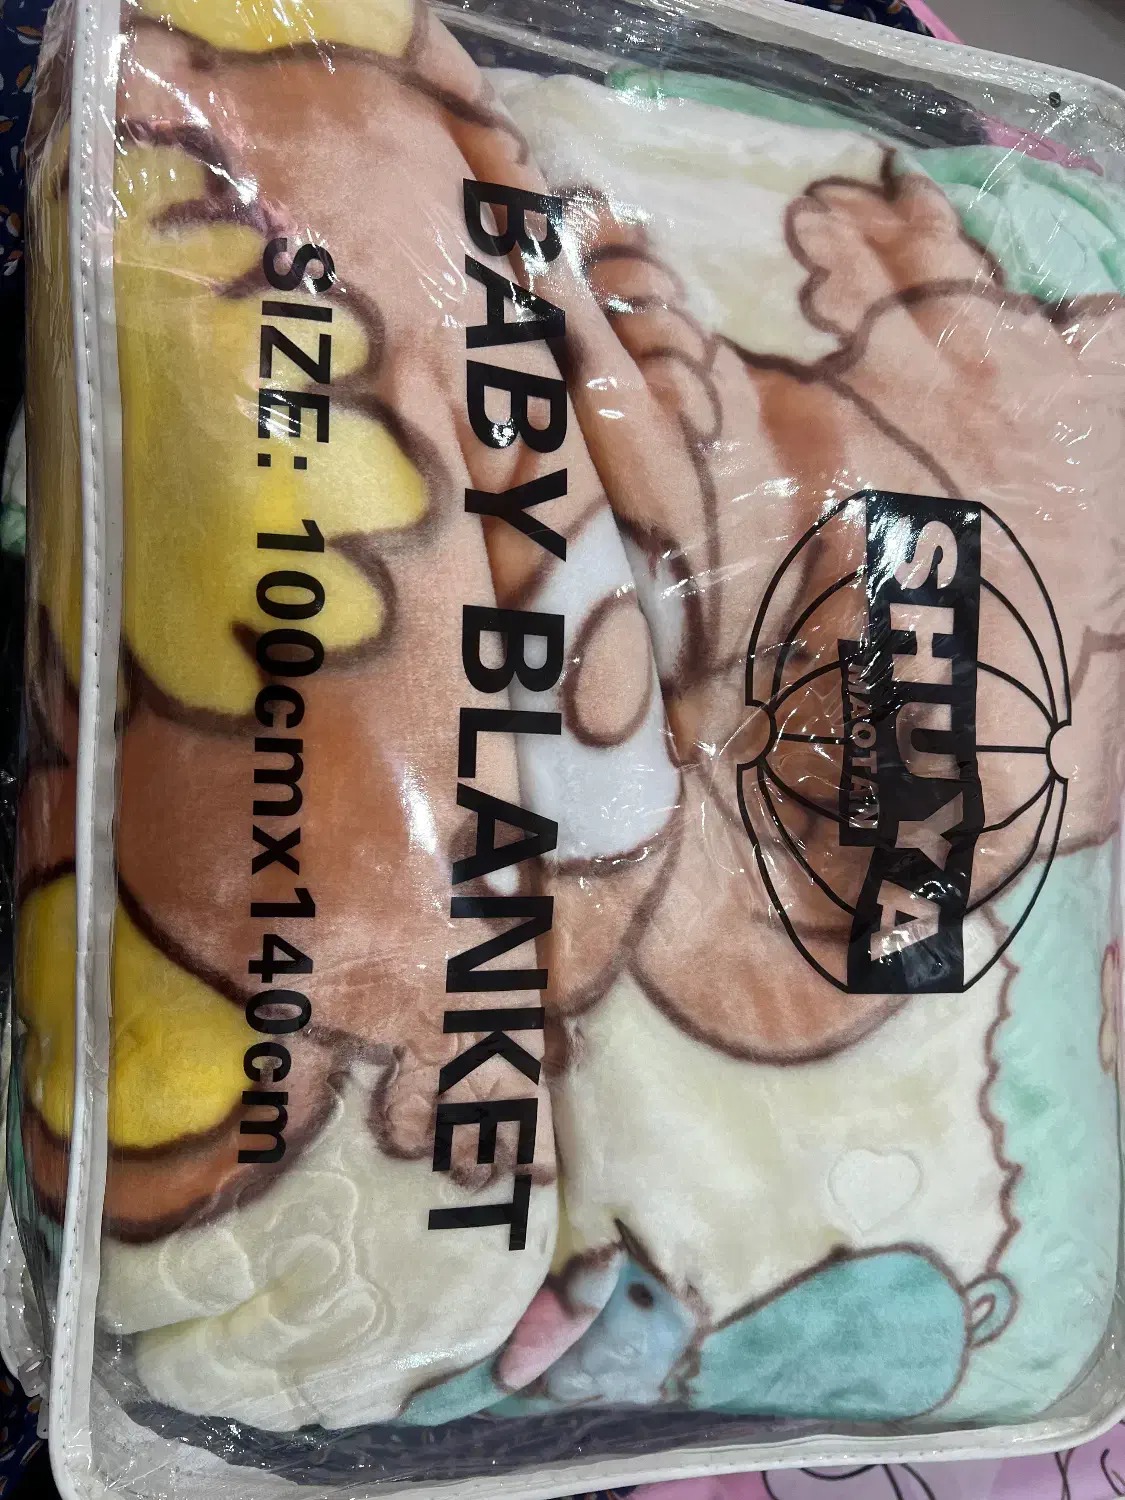 SHUYA
MAOTAN
BABY BLANKET
SIZE: 100cmx140cm